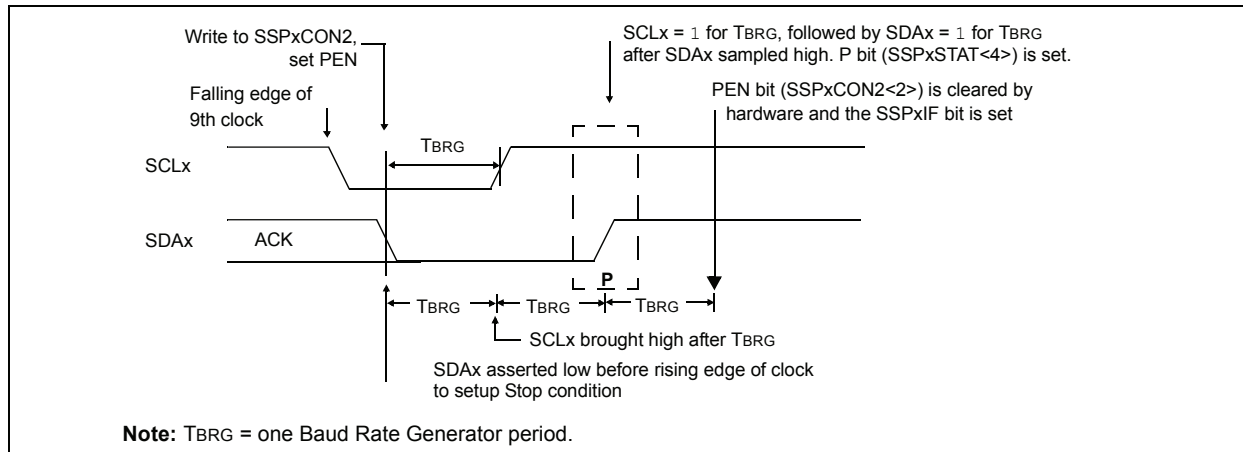 Write to SSPxCON2,
set PEN
SCLx = 1 for TBRG, followed by SDAx = 1 for TBRG
after SDAx sampled high. P bit (SSPxSTAT<4>) is set.
Falling edge of
9th clock
PEN bit (SSPxCON2<2>) is cleared by
hardware and the SSPxIF bit is set
TBRG
SCLx
SDAx
ACK
P
TBRG
TBRG
TBRG
SCLx brought high after TBRG
SDAx asserted low before rising edge of clock
to setup Stop condition
Note: TBRG = one Baud Rate Generator period.